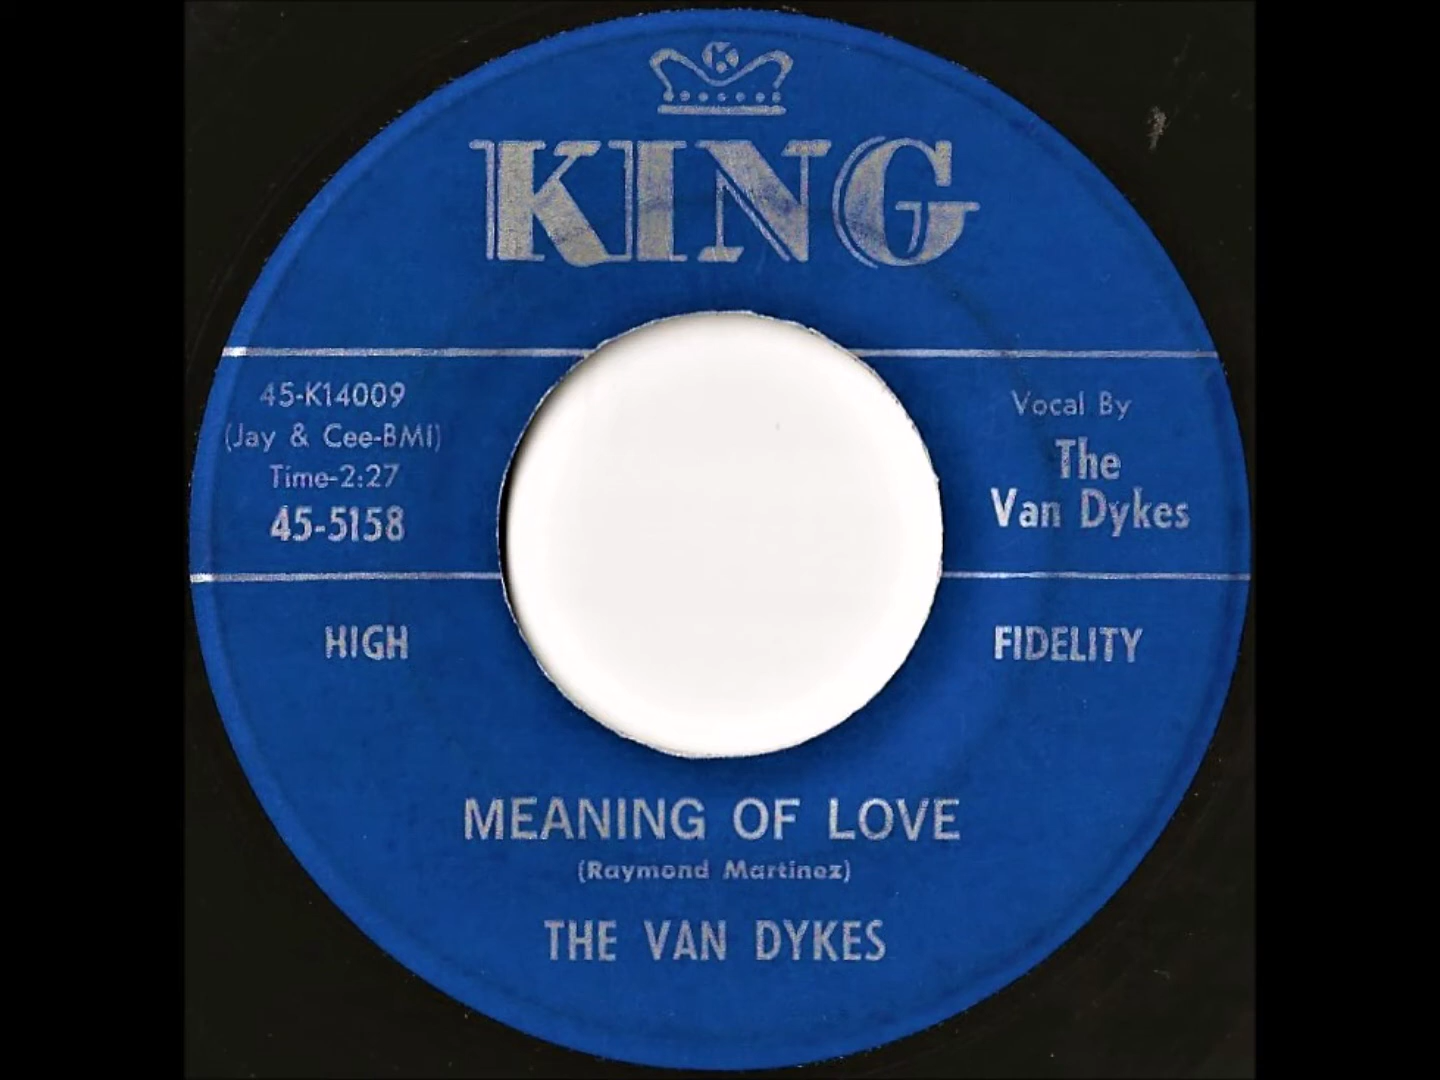 K
KING
45-K14009
(Jay & Cee-BMI)
Time-2:27
45-5158
Vocal By
The
Van Dykes
HIGH
FIDELITY
MEANING OF LOVE
(Raymond Martinez)
THE VAN DYKES